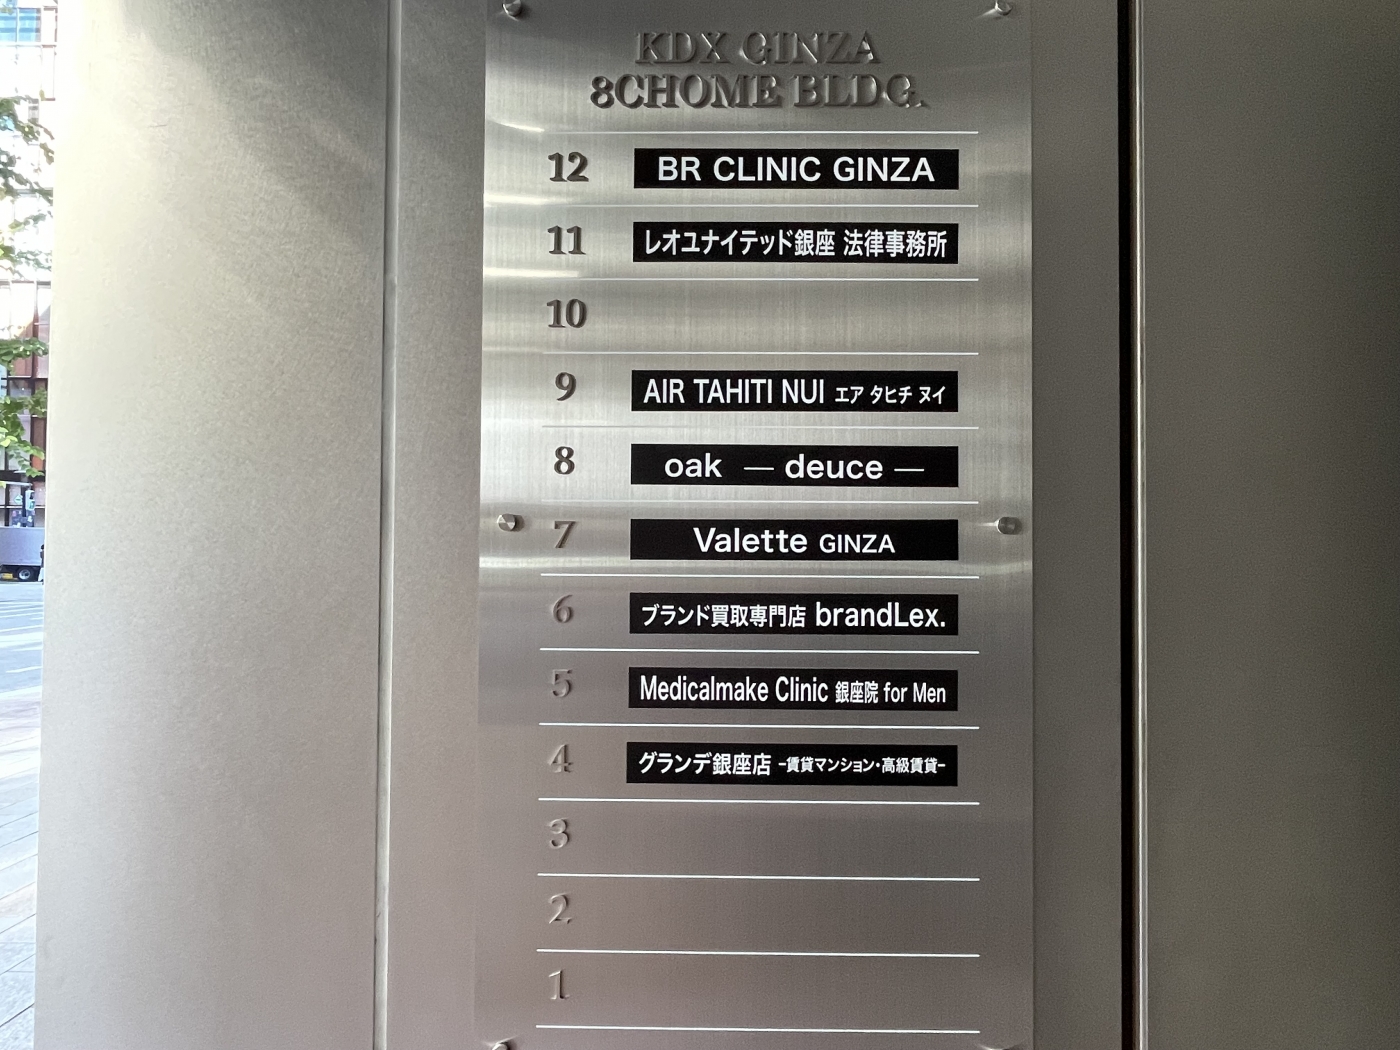 KDX GINZA
8CHOME BLDG.
12 BR CLINIC GINZA
11 レオユナイテッド銀座 法律事務所
10
9 AIR TAHITI NUI エア タヒチ ヌイ
8 oak — deuce —
7 Valette GINZA
6 ブランド買取専門店 brandLex.
5 Medicalmake Clinic 銀座院 for Men
4 グランデ銀座店 −賃貸マンション・高級賃貸−
3
2
1